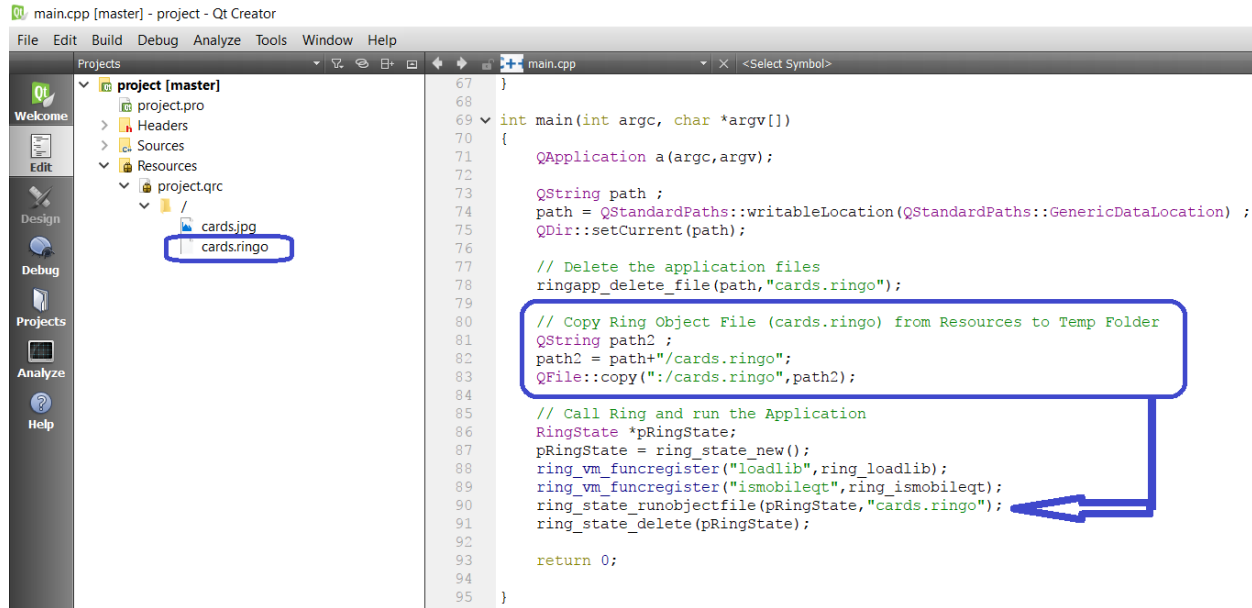 main.cpp [master] - project - Qt Creator
File Edit Build Debug Analyze Tools Window Help
Projects
main.cpp
<Select Symbol>
Welcome
Edit
Design
Debug
Projects
Analyze
Help
project [master]
project.pro
Headers
Sources
Resources
project.qrc
/
cards.jpg
cards.ringo
67 }
68
69 int main(int argc, char *argv[])
70 {
71     QApplication a(argc,argv);
72
73     QString path ;
74     path = QStandardPaths::writableLocation(QStandardPaths::GenericDataLocation) ;
75     QDir::setCurrent(path);
76
77     // Delete the application files
78     ringapp_delete_file(path,"cards.ringo");
79
80     // Copy Ring Object File (cards.ringo) from Resources to Temp Folder
81     QString path2 ;
82     path2 = path+"/cards.ringo";
83     QFile::copy(":/cards.ringo",path2);
84
85     // Call Ring and run the Application
86     RingState *pRingState;
87     pRingState = ring_state_new();
88     ring_vm_funcregister("loadlib",ring_loadlib);
89     ring_vm_funcregister("ismobileqt",ring_ismobileqt);
90     ring_state_runobjectfile(pRingState,"cards.ringo");
91     ring_state_delete(pRingState);
92
93     return 0;
94
95 }